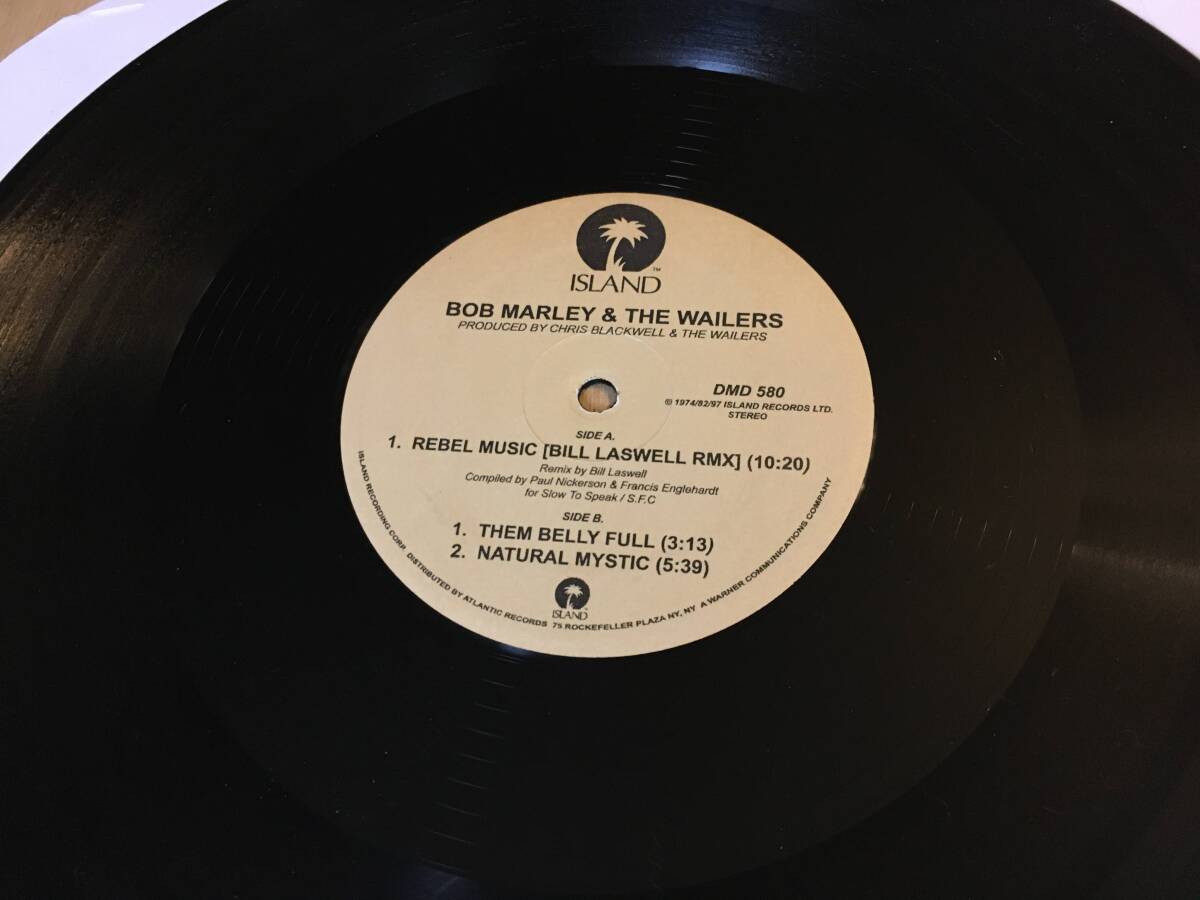 ISLAND™
BOB MARLEY & THE WAILERS
PRODUCED BY CHRIS BLACKWELL & THE WAILERS
DMD 580
© 1974/82/97 ISLAND RECORDS LTD.
STEREO
SIDE A.
1. REBEL MUSIC [BILL LASWELL RMX] (10:20)
Remix by Bill Laswell
Compiled by Paul Nickerson & Francis Englehardt
for Slow To Speak / S.F.C
SIDE B.
1. THEM BELLY FULL (3:13)
2. NATURAL MYSTIC (5:39)
ISLAND
ISLAND RECORDING CORP. DISTRIBUTED BY ATLANTIC RECORDS 75 ROCKEFELLER PLAZA NY, NY A WARNER COMMUNICATIONS COMPANY